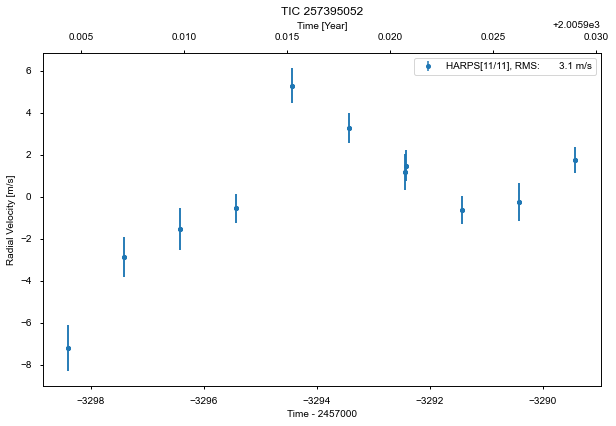 TIC 257395052
Time [Year]
+2.0059e3
0.005 0.010 0.015 0.020 0.025 0.030
HARPS[11/11], RMS: 3.1 m/s
Radial Velocity [m/s]
6
4
2
0
−2
−4
−6
−8
−3298 −3296 −3294 −3292 −3290
Time - 2457000